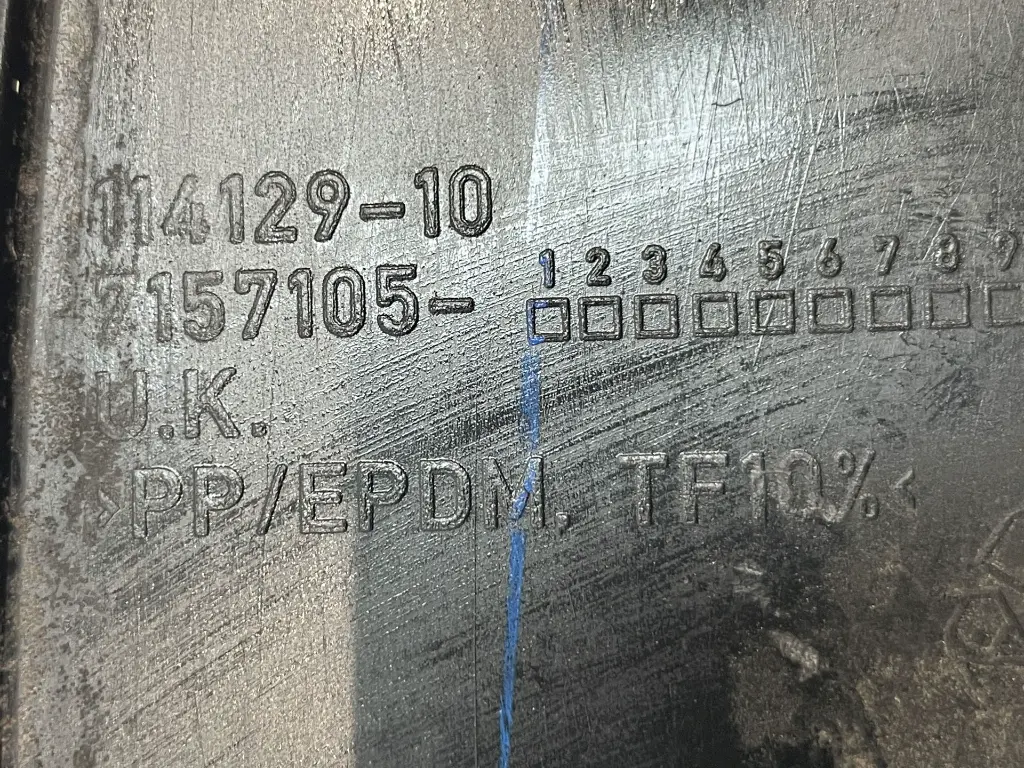 114129-10
7157105-
1 2 3 4 5 6 7 8 9
U.K.
>PP/EPDM, TF10%<